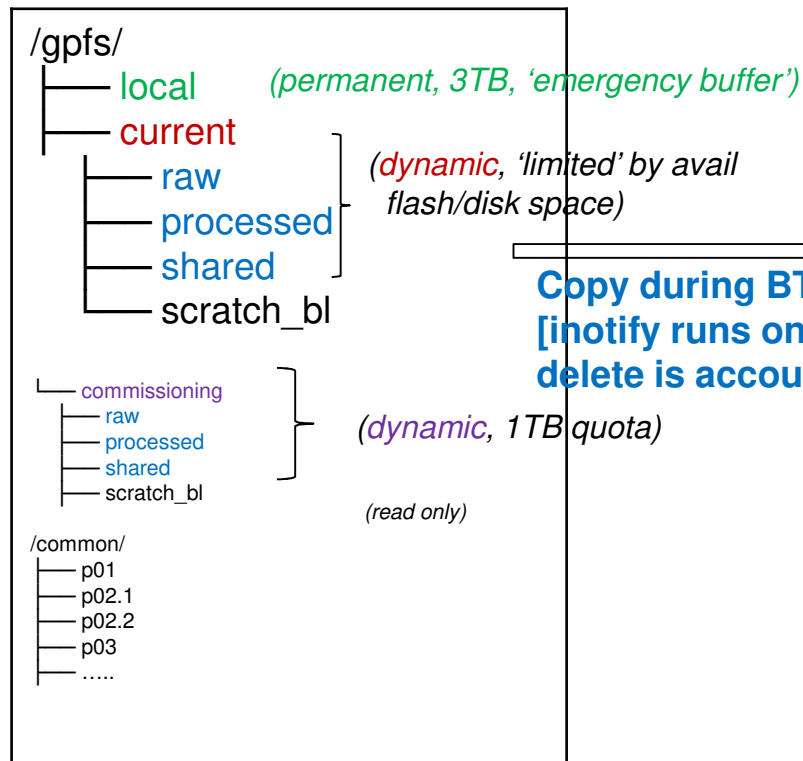 /gpfs/
local (permanent, 3TB, ‘emergency buffer’)
current
raw (dynamic, ‘limited’ by avail
processed flash/disk space)
shared
scratch_bl
Copy during BT
[inotify runs on
delete is accou
commissioning
raw
processed (dynamic, 1TB quota)
shared
scratch_bl
(read only)
/common/
p01
p02.1
p02.2
p03
…..